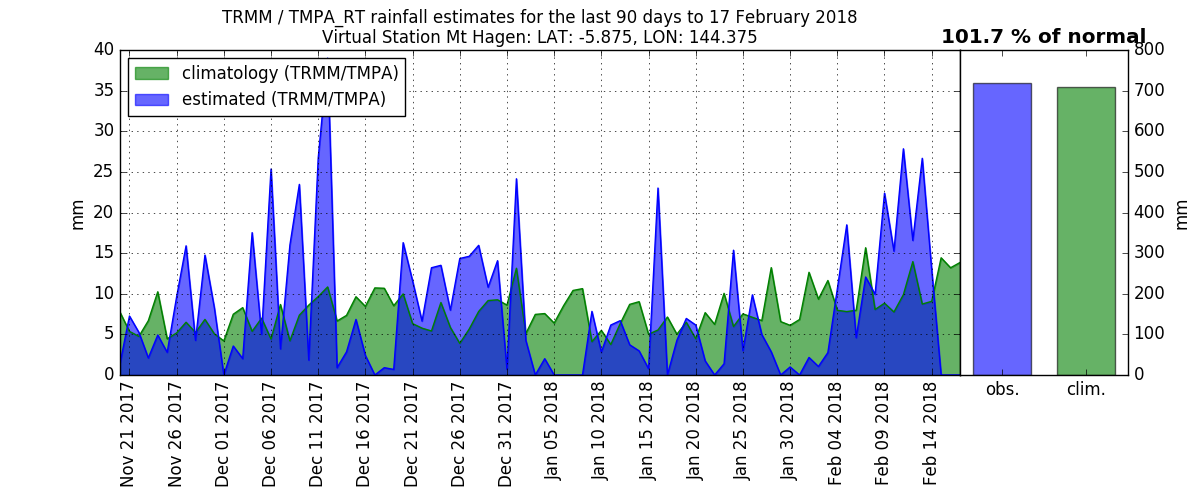 TRMM / TMPA_RT rainfall estimates for the last 90 days to 17 February 2018
Virtual Station Mt Hagen: LAT: -5.875, LON: 144.375
101.7 % of normal
climatology (TRMM/TMPA)
estimated (TRMM/TMPA)
40
35
30
25
20
15
10
5
0
mm
800
700
600
500
400
300
200
100
0
mm
obs.
clim.
Nov 21 2017
Nov 26 2017
Dec 01 2017
Dec 06 2017
Dec 11 2017
Dec 16 2017
Dec 21 2017
Dec 26 2017
Dec 31 2017
Jan 05 2018
Jan 10 2018
Jan 15 2018
Jan 20 2018
Jan 25 2018
Jan 30 2018
Feb 04 2018
Feb 09 2018
Feb 14 2018